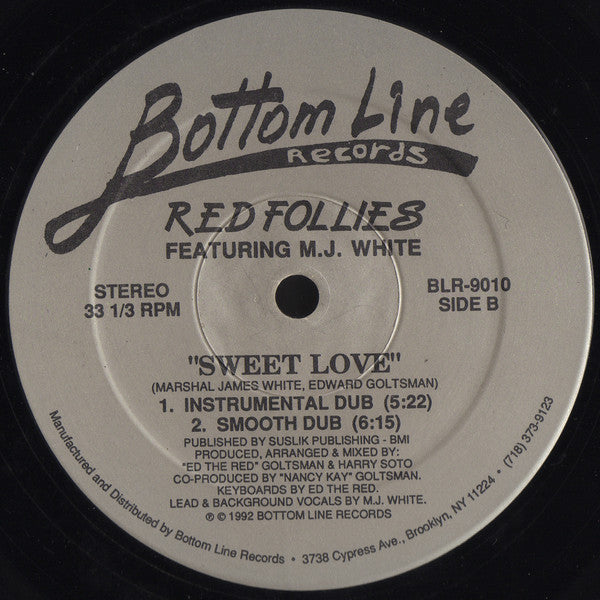 Bottom Line
Records
RED FOLLIES
FEATURING M.J. WHITE
STEREO
33 1/3 RPM
BLR-9010
SIDE B
"SWEET LOVE"
(MARSHAL JAMES WHITE, EDWARD GOLTSMAN)
1. INSTRUMENTAL DUB (5:22)
2. SMOOTH DUB (6:15)
PUBLISHED BY SUSLIK PUBLISHING - BMI
PRODUCED, ARRANGED & MIXED BY:
"ED THE RED" GOLTSMAN & HARRY SOTO
CO-PRODUCED BY "NANCY KAY" GOLTSMAN.
KEYBOARDS BY ED THE RED.
LEAD & BACKGROUND VOCALS BY M.J. WHITE.
℗ © 1992 BOTTOM LINE RECORDS
Manufactured and Distributed by Bottom Line Records • 3738 Cypress Ave., Brooklyn, NY 11224 • (718) 373-9123